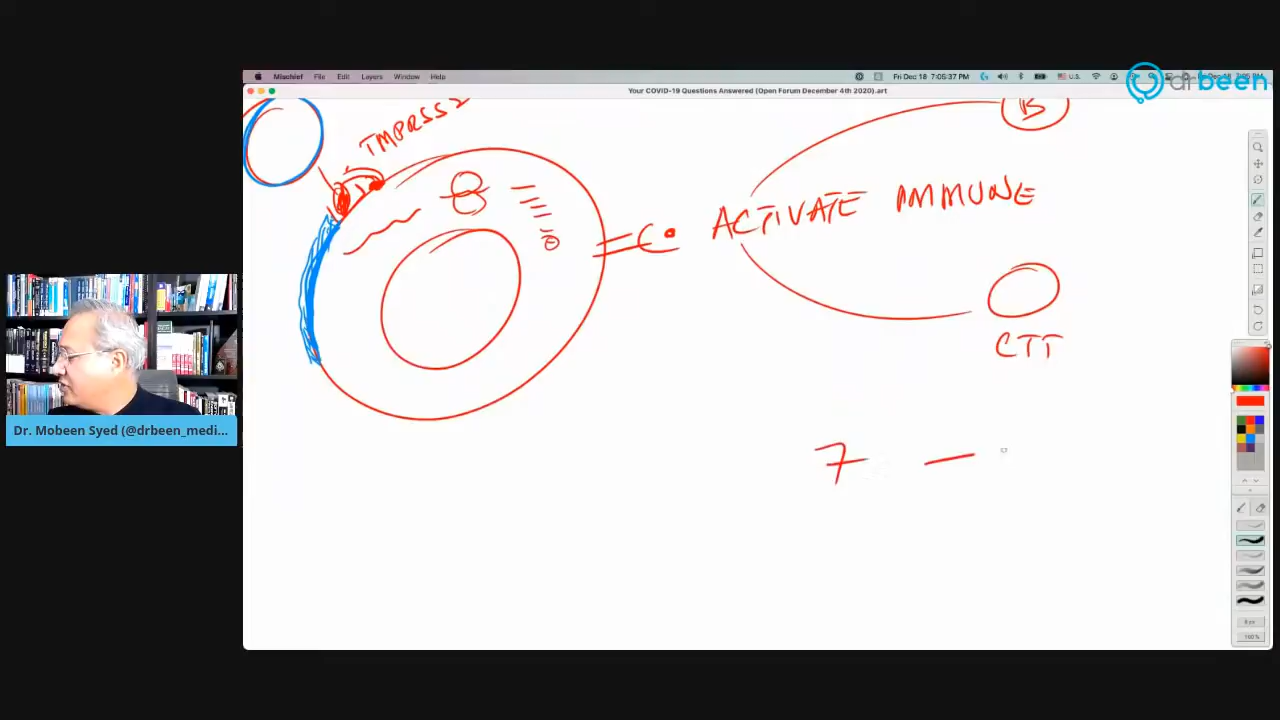 Mischief File Edit Layers Window Help
Fri Dec 18 7:05:37 PM
U.S.
drbeen
Your COVID-19 Questions Answered (Open Forum December 4th 2020).art
TMPRSS2
B
ACTIVATE IMMUNE
CTT
7 —
Dr. Mobeen Syed (@drbeen_medi...
100%